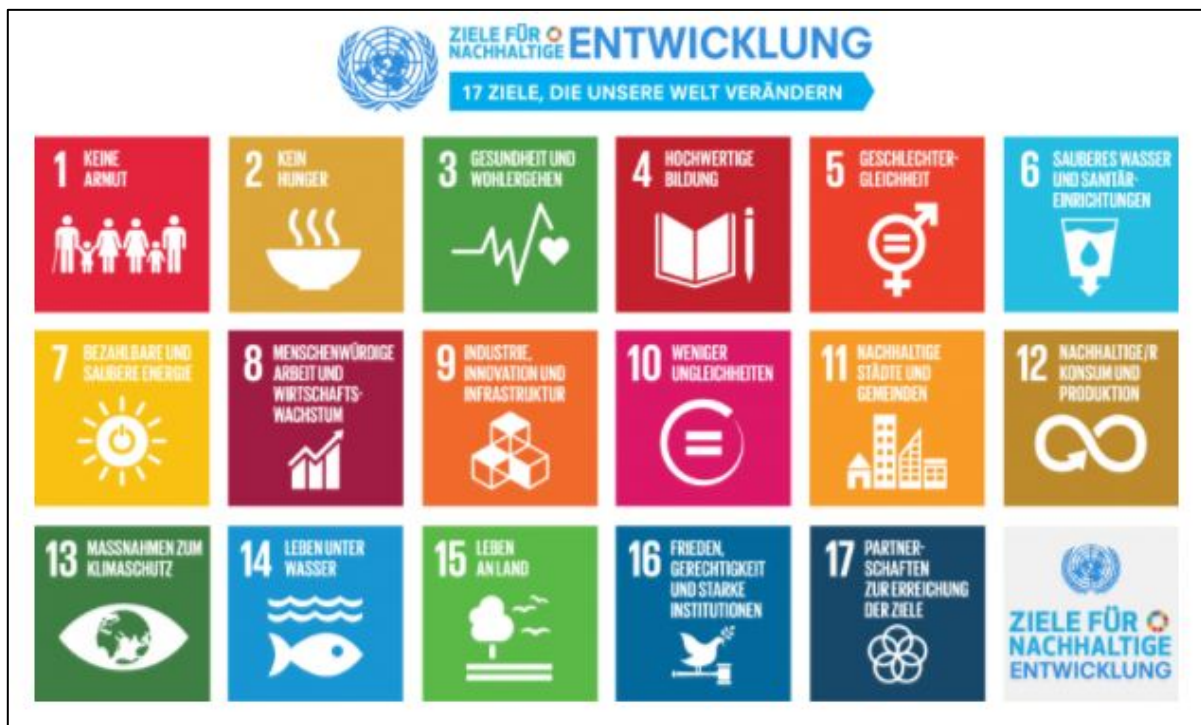 ZIELE FÜR
NACHHALTIGE
ENTWICKLUNG
17 ZIELE, DIE UNSERE WELT VERÄNDERN
1 KEINE
ARMUT
2 KEIN
HUNGER
3 GESUNDHEIT UND
WOHLERGEHEN
4 HOCHWERTIGE
BILDUNG
5 GESCHLECHTER-
GLEICHHEIT
6 SAUBERES WASSER
UND SANITÄR-
EINRICHTUNGEN
7 BEZAHLBARE UND
SAUBERE ENERGIE
8 MENSCHENWÜRDIGE
ARBEIT UND
WIRTSCHAFTS-
WACHSTUM
9 INDUSTRIE,
INNOVATION UND
INFRASTRUKTUR
10 WENIGER
UNGLEICHHEITEN
11 NACHHALTIGE
STÄDTE UND
GEMEINDEN
12 NACHHALTIGE/R
KONSUM UND
PRODUKTION
13 MASSNAHMEN ZUM
KLIMASCHUTZ
14 LEBEN UNTER
WASSER
15 LEBEN
AN LAND
16 FRIEDEN,
GERECHTIGKEIT
UND STARKE
INSTITUTIONEN
17 PARTNER-
SCHAFTEN
ZUR ERREICHUNG
DER ZIELE
ZIELE FÜR
NACHHALTIGE
ENTWICKLUNG